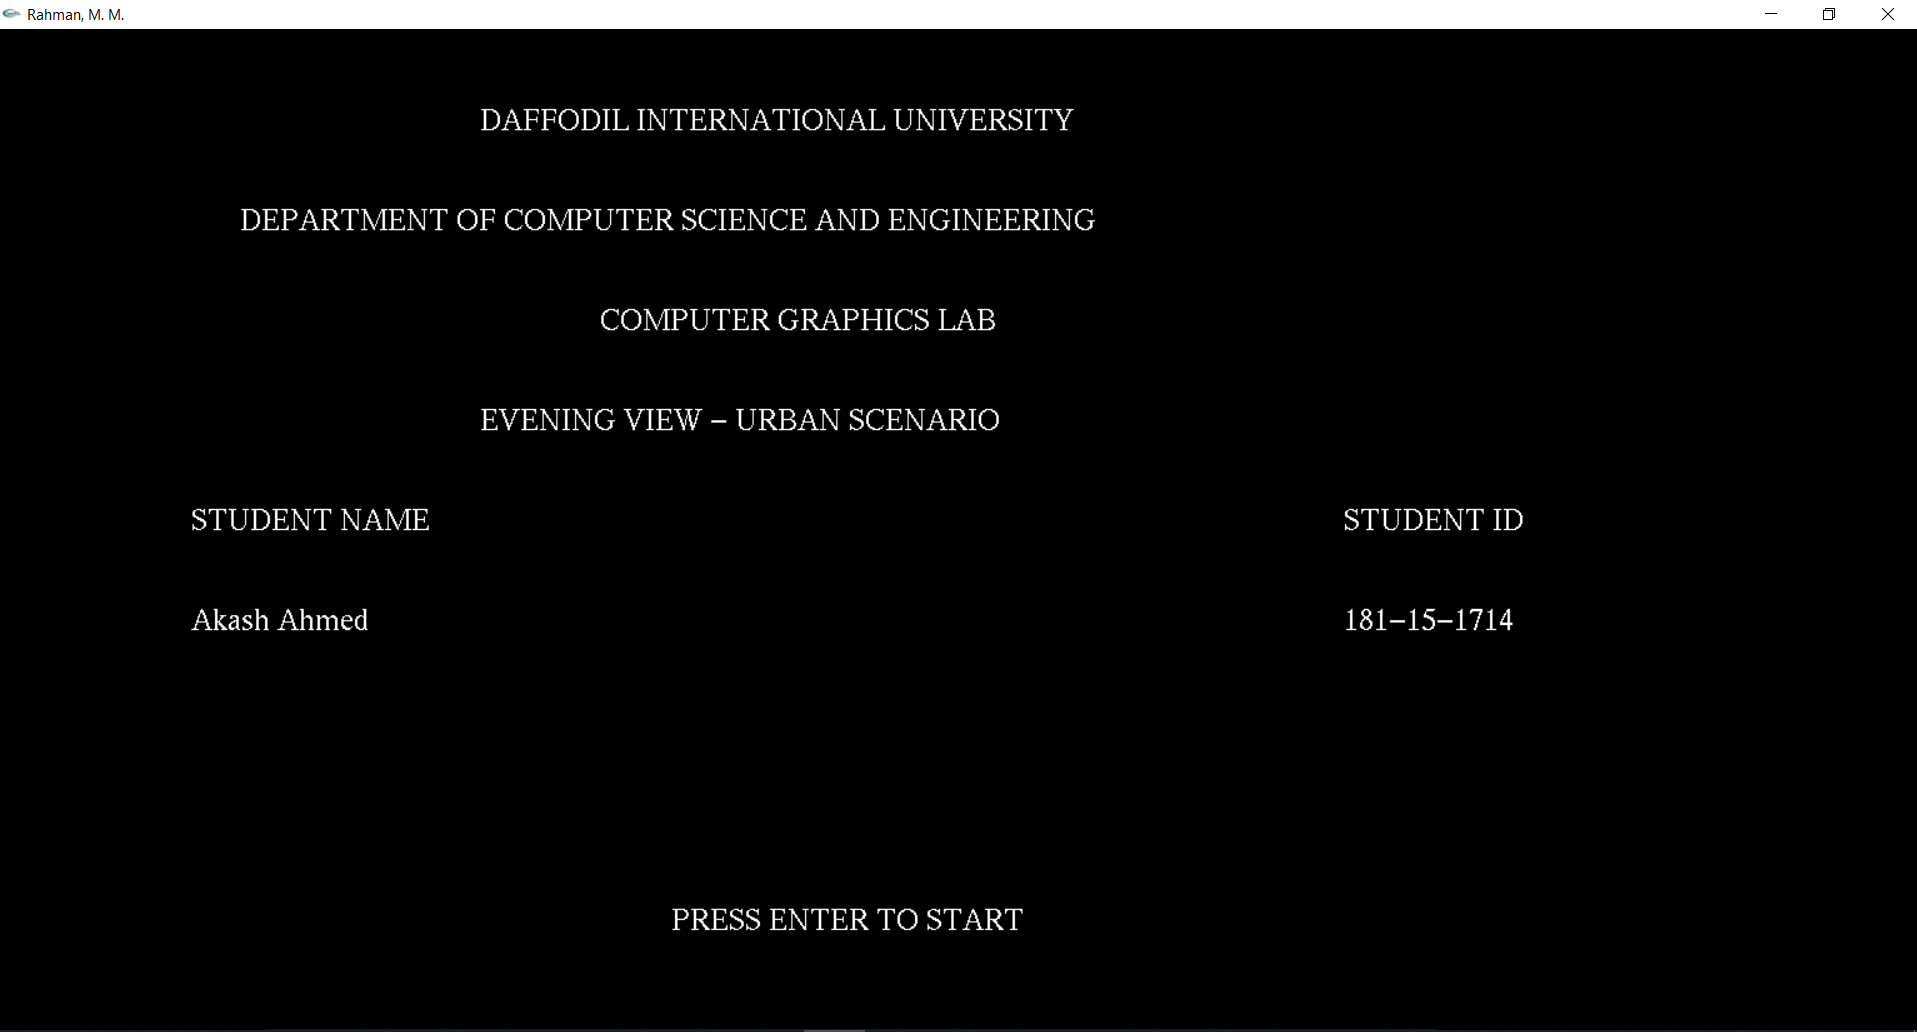 Rahman, M. M.
DAFFODIL INTERNATIONAL UNIVERSITY
DEPARTMENT OF COMPUTER SCIENCE AND ENGINEERING
COMPUTER GRAPHICS LAB
EVENING VIEW – URBAN SCENARIO
STUDENT NAME STUDENT ID
Akash Ahmed 181–15–1714
PRESS ENTER TO START